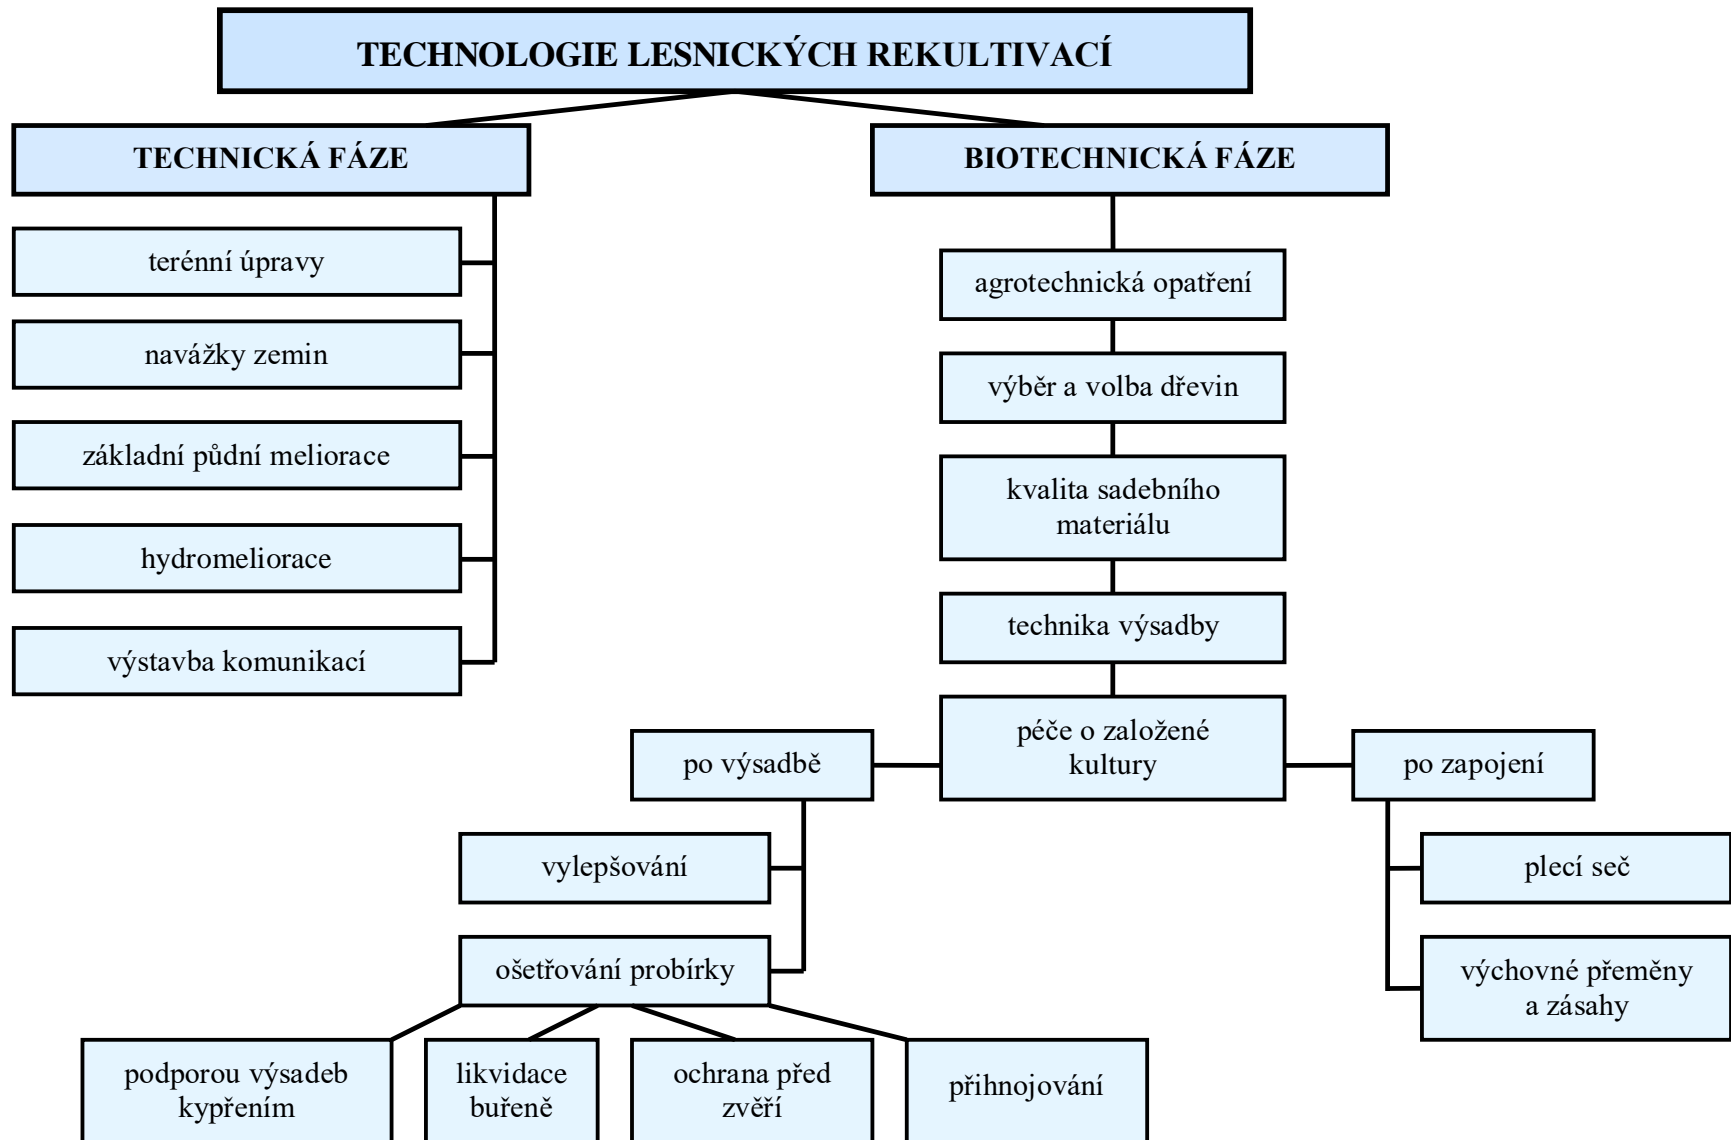 TECHNOLOGIE LESNICKÝCH REKULTIVACÍ
TECHNICKÁ FÁZE
terénní úpravy
navážky zemin
základní půdní meliorace
hydromeliorace
výstavba komunikací
BIOTECHNICKÁ FÁZE
agrotechnická opatření
výběr a volba dřevin
kvalita sadebního
materiálu
technika výsadby
péče o založené
kultury
po výsadbě
vylepšování
ošetřování probírky
podporou výsadeb
kypřením
likvidace
buřeně
ochrana před
zvěří
přihnojování
po zapojení
plecí seč
výchovné přeměny
a zásahy